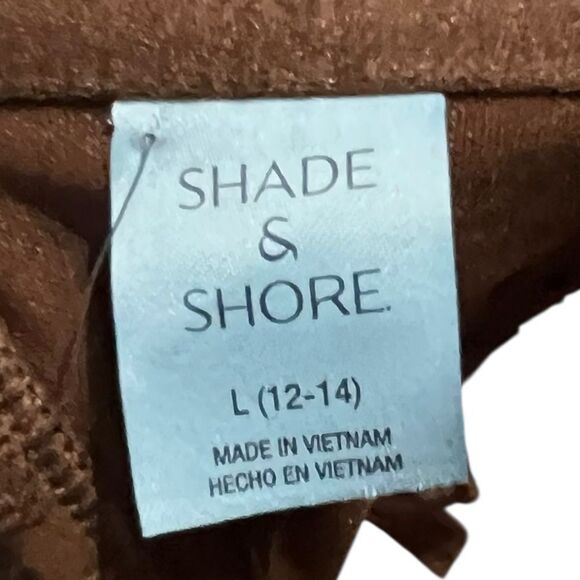 SHADE
&
SHORE.
L (12-14)
MADE IN VIETNAM
HECHO EN VIETNAM